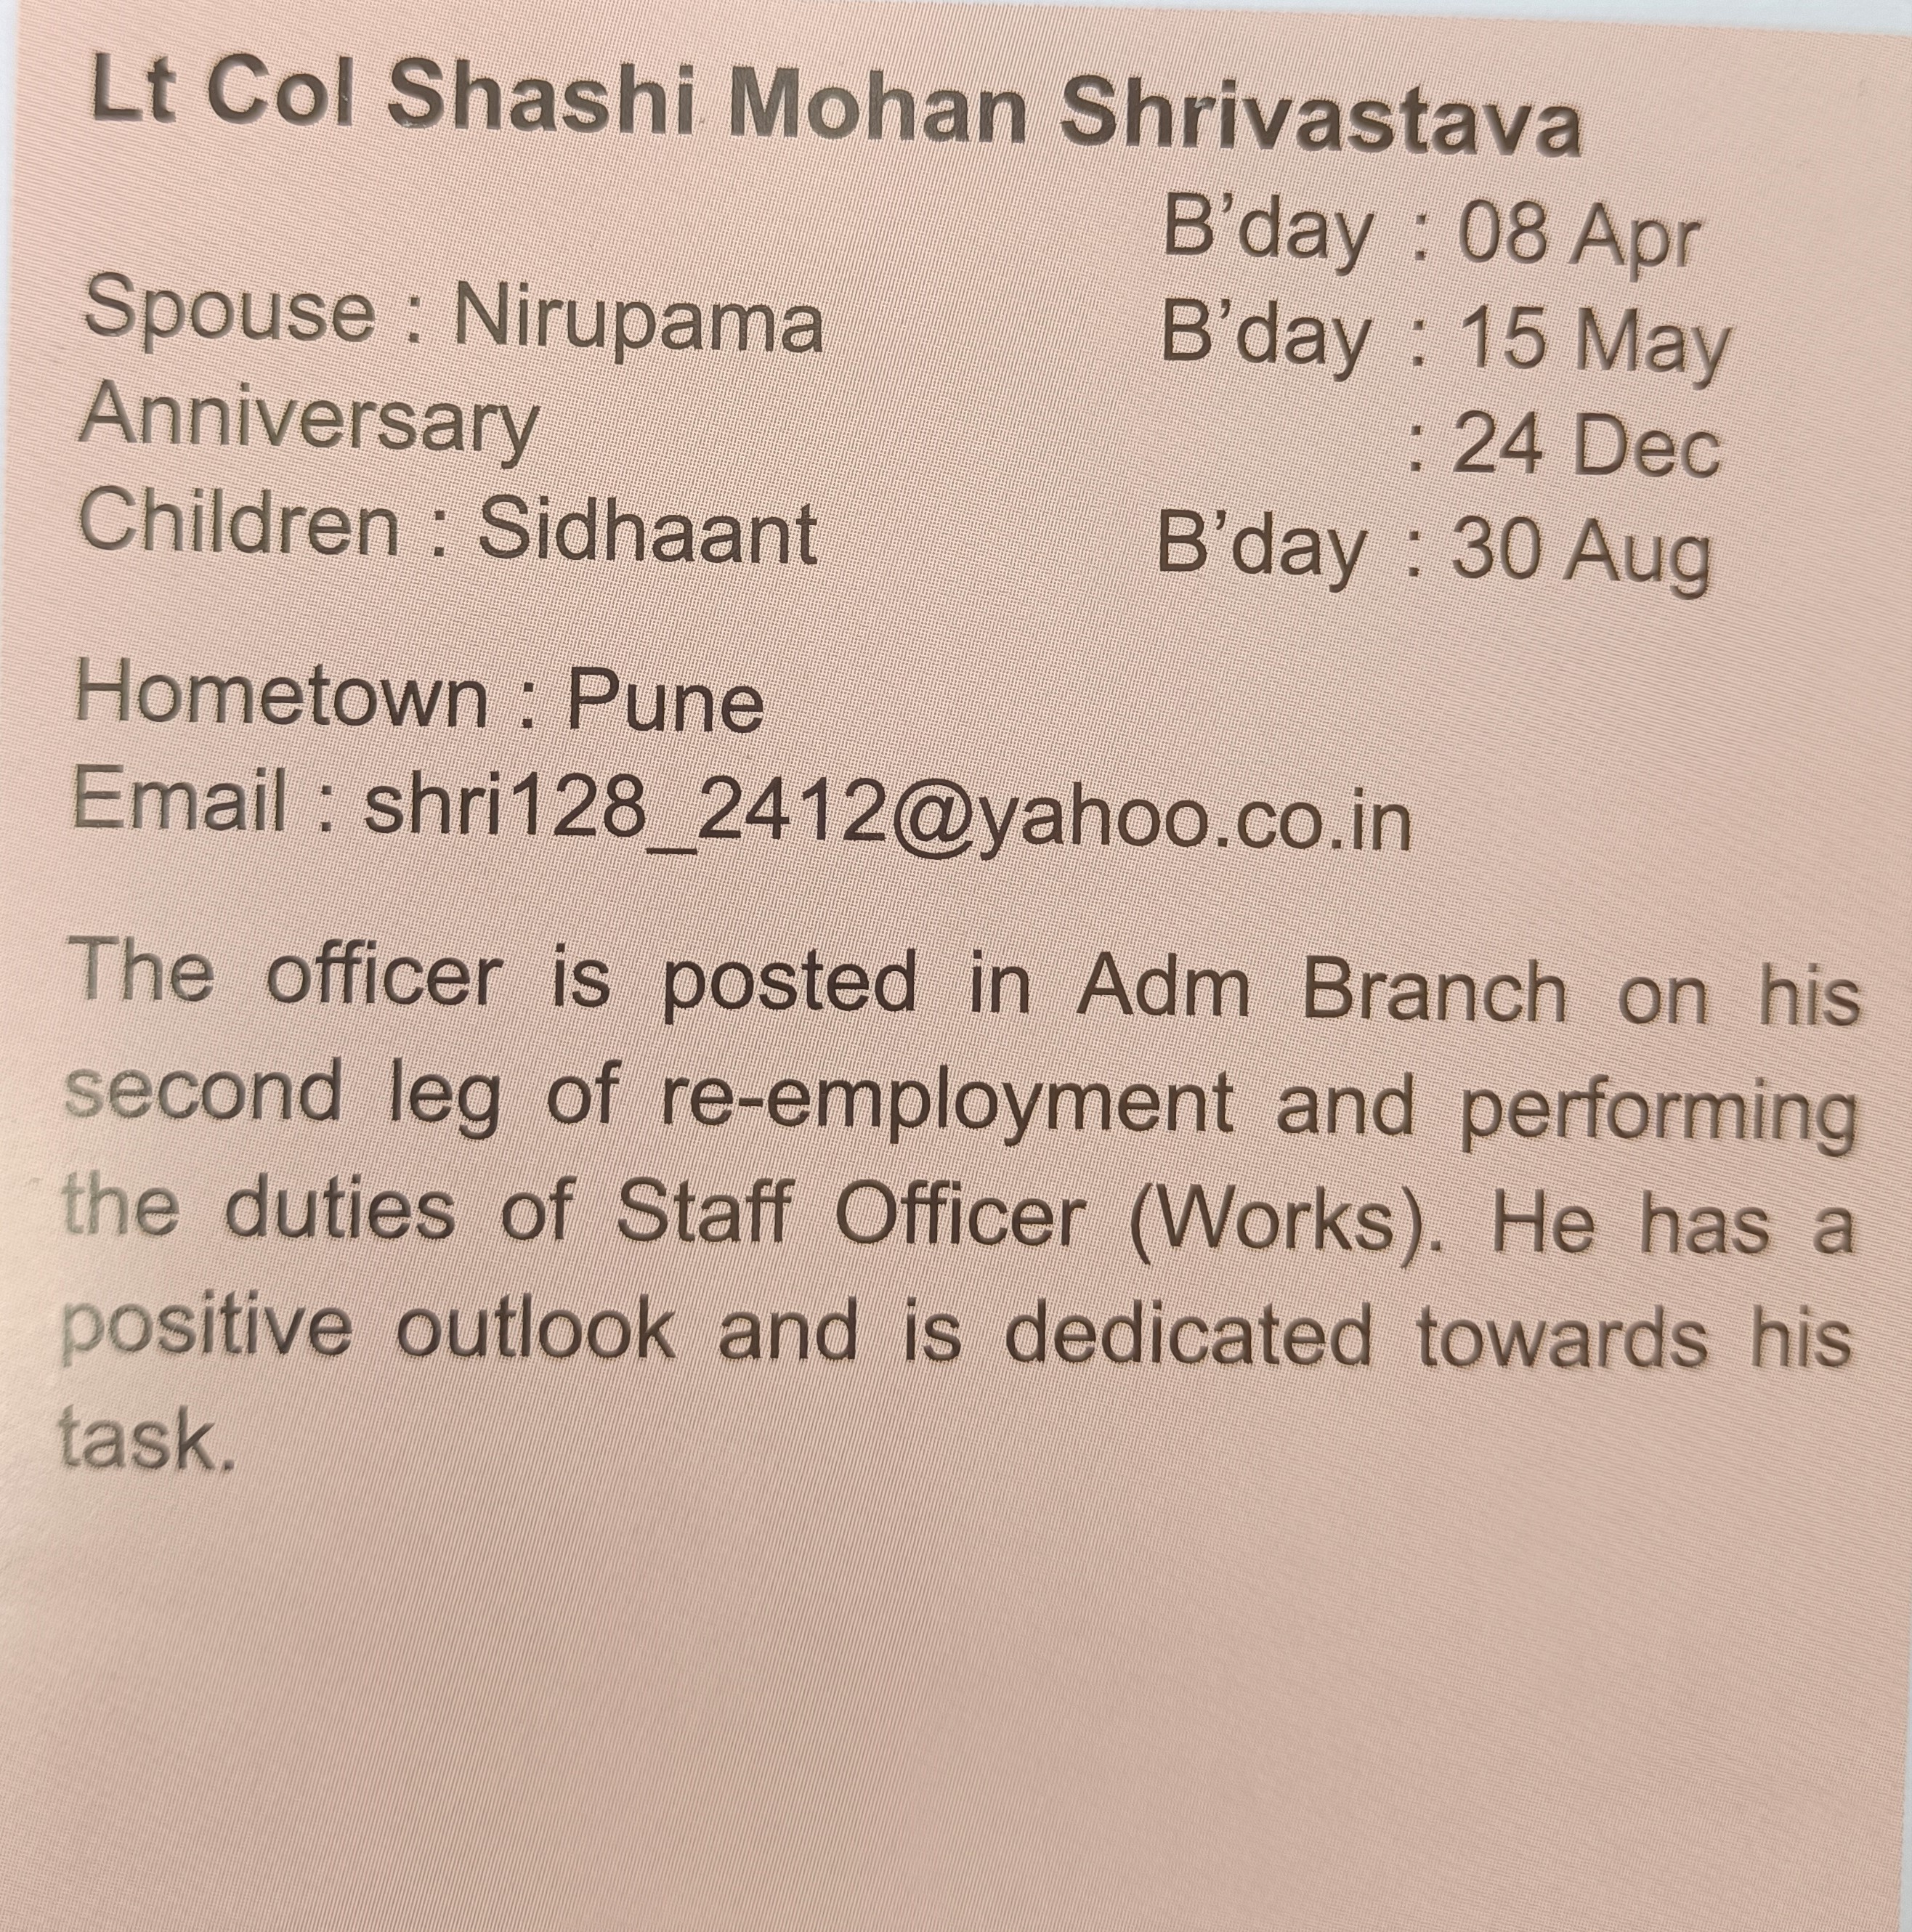 Lt Col Shashi Mohan Shrivastava
B’day : 08 Apr
Spouse : Nirupama B’day : 15 May
Anniversary : 24 Dec
Children : Sidhaant B’day : 30 Aug
Hometown : Pune
Email : shri128_2412@yahoo.co.in
The officer is posted in Adm Branch on his
second leg of re-employment and performing
the duties of Staff Officer (Works). He has a
positive outlook and is dedicated towards his
task.